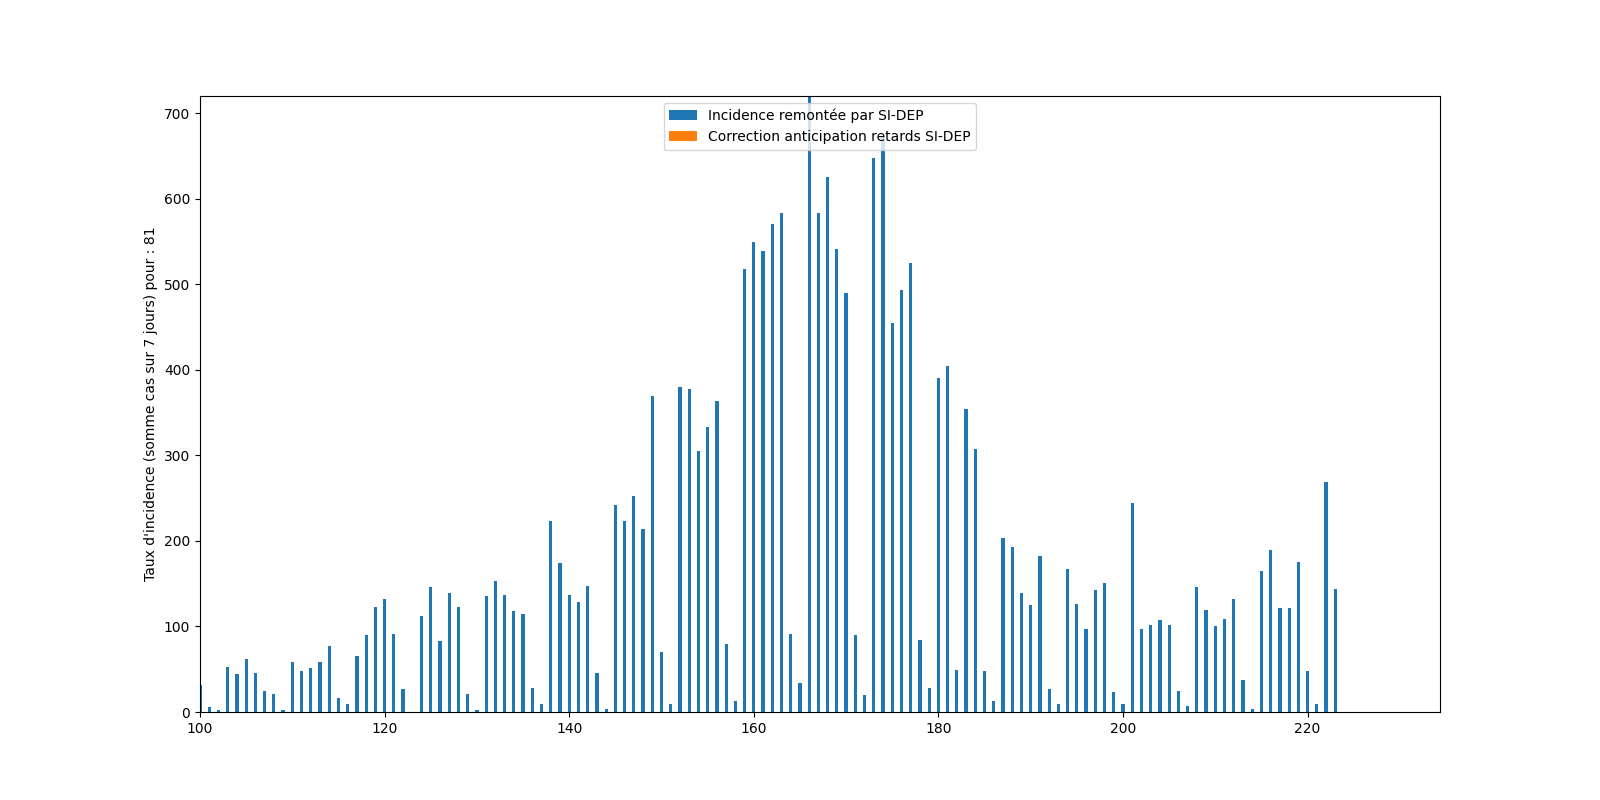 Incidence remontée par SI-DEP
Correction anticipation retards SI-DEP
Taux d'incidence (somme cas sur 7 jours) pour : 81
700
600
500
400
300
200
100
0
100 120 140 160 180 200 220